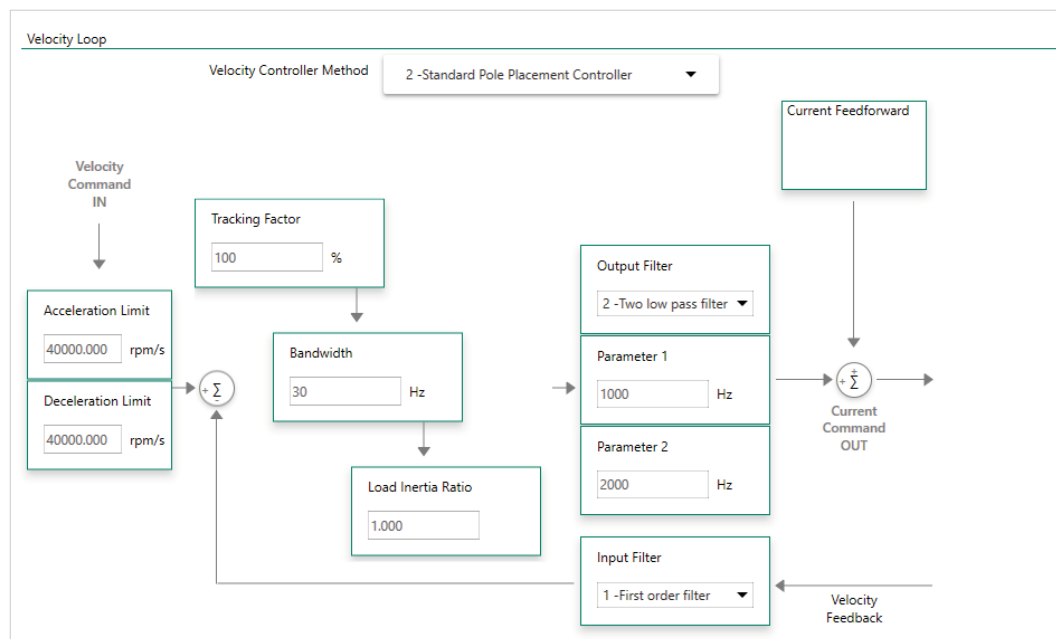 Velocity Loop
Velocity Controller Method
2 -Standard Pole Placement Controller
Current Feedforward
Velocity
Command
IN
Tracking Factor
100 %
Acceleration Limit
40000.000 rpm/s
Deceleration Limit
40000.000 rpm/s
+ Σ
-
Bandwidth
30 Hz
Load Inertia Ratio
1.000
Output Filter
2 -Two low pass filter
Parameter 1
1000 Hz
Parameter 2
2000 Hz
+
+ Σ
Current
Command
OUT
Input Filter
1 -First order filter
Velocity
Feedback